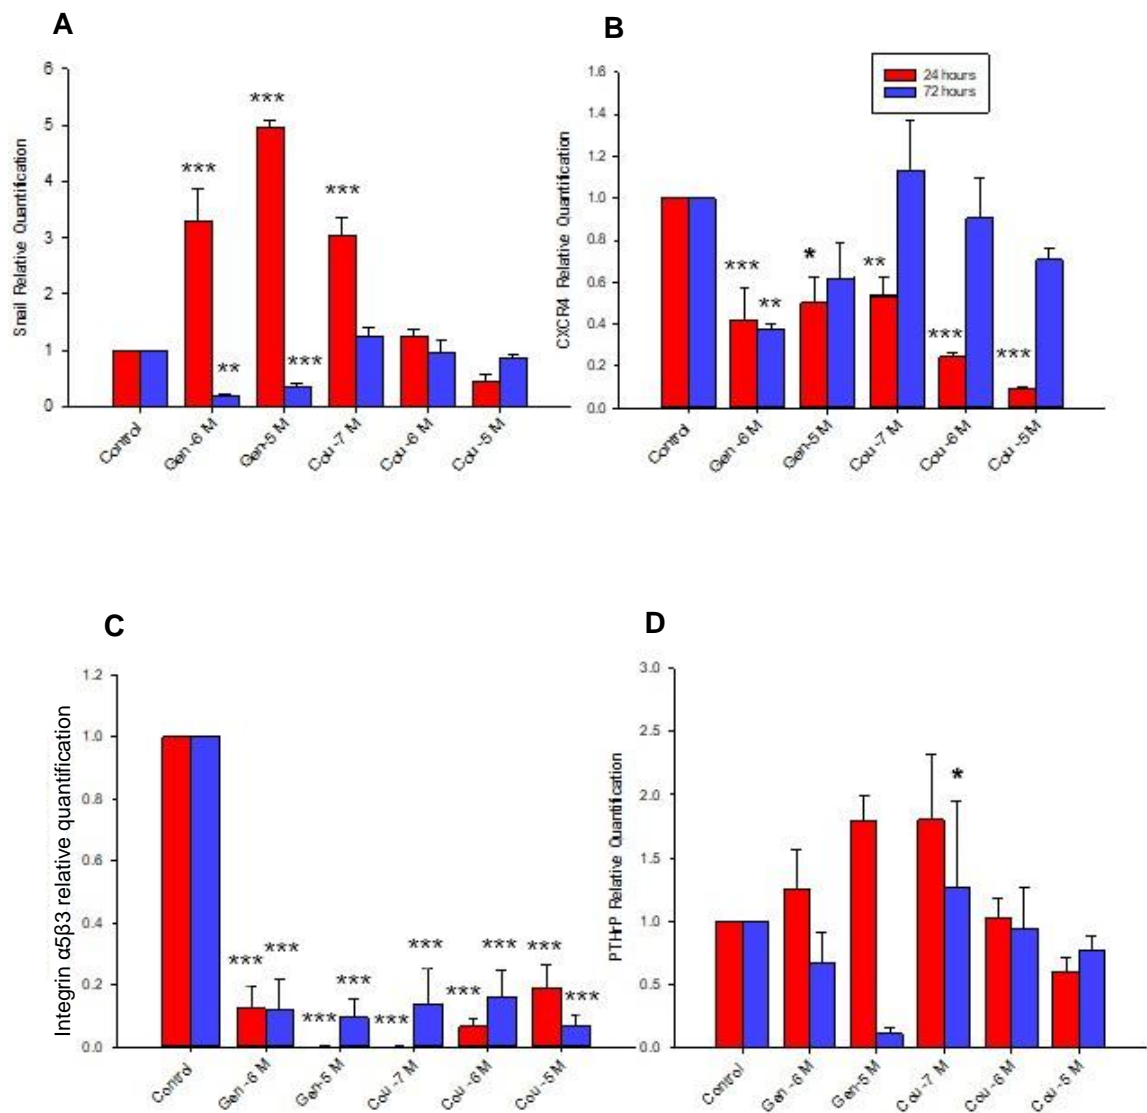 A
6
5
4
3
2
1
0
Snail Relative Quantification
***
**
***
***
***
Control
Gen -6 M
Gen-5 M
Cou -7 M
Cou -6 M
Cou -5 M
B
24 hours
72 hours
1.6
1.4
1.2
1.0
0.8
0.6
0.4
0.2
0.0
CXCR4 Relative Quantification
***
**
*
**
***
***
Control
Gen -6 M
Gen-5 M
Cou -7 M
Cou -6 M
Cou -5 M
C
1.2
1.0
0.8
0.6
0.4
0.2
0.0
Integrin α5β3 relative quantification
***
***
***
***
***
***
***
***
***
***
Control
Gen -6 M
Gen-5 M
Cou -7 M
Cou -6 M
Cou -5 M
D
3.0
2.5
2.0
1.5
1.0
0.5
0.0
PTHrP Relative Quantification
*
Control
Gen -6 M
Gen-5 M
Cou -7 M
Cou -6 M
Cou -5 M